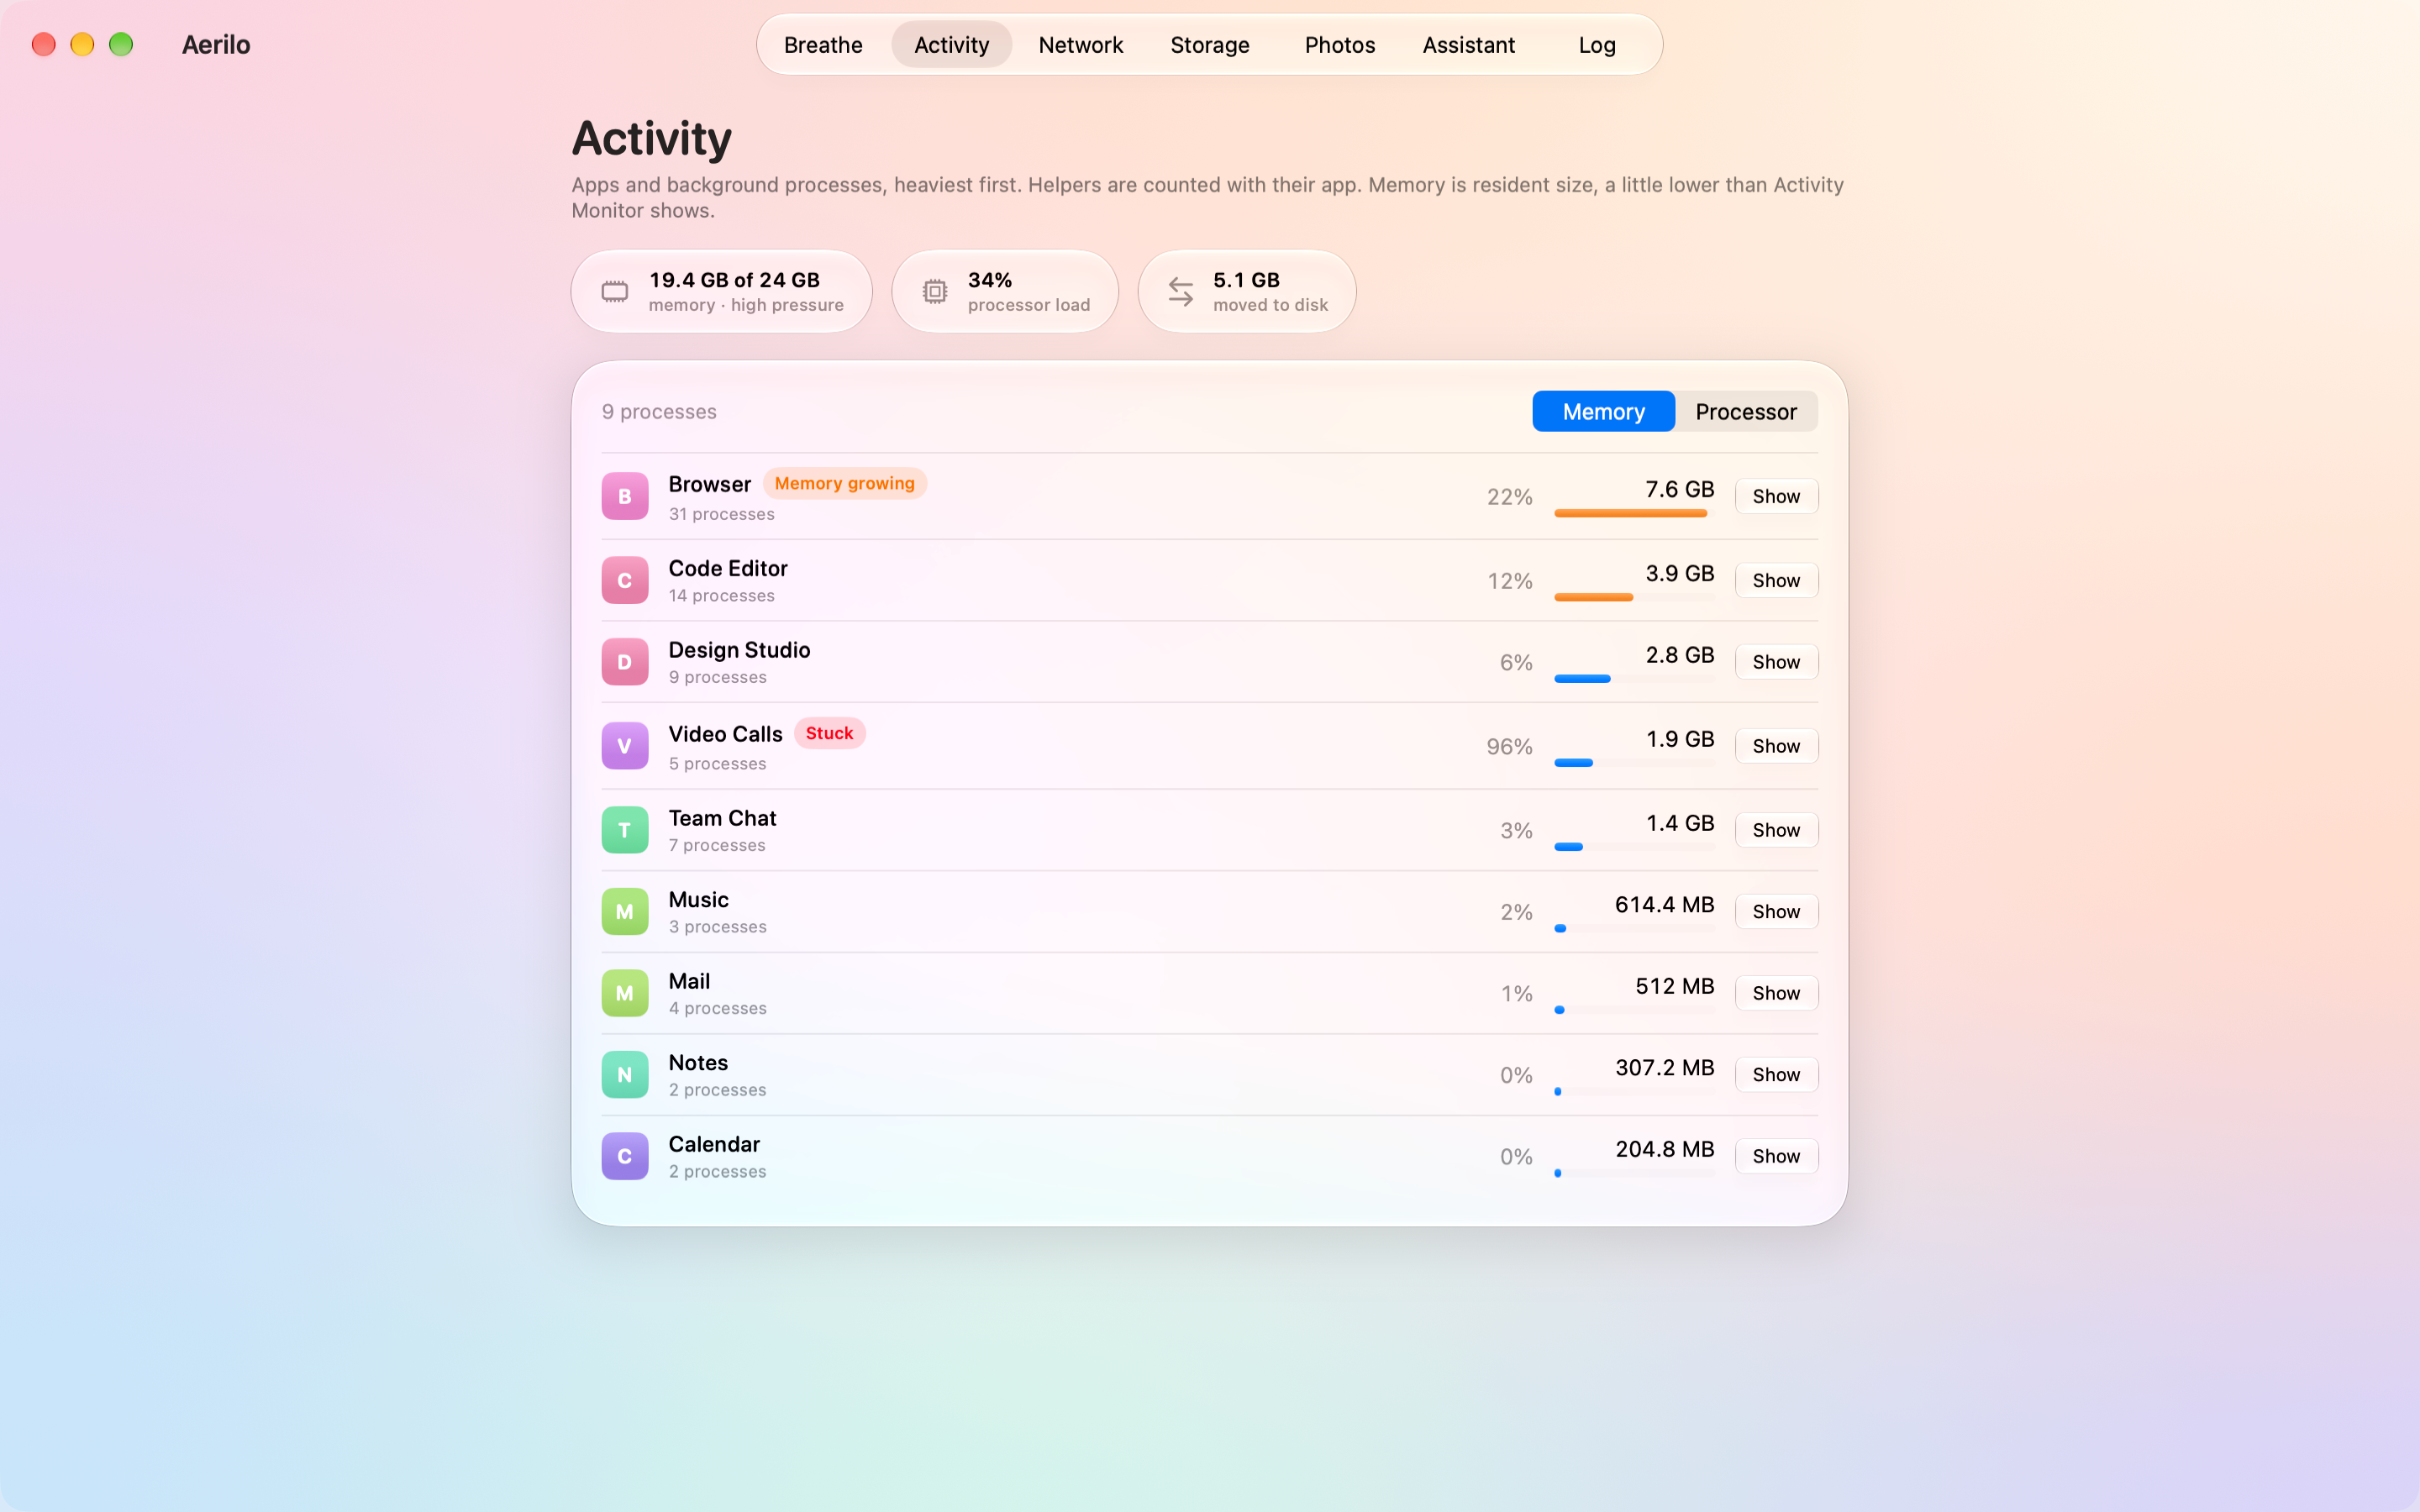 Aerilo
Breathe Activity Network Storage Photos Assistant Log
Activity
Apps and background processes, heaviest first. Helpers are counted with their app. Memory is resident size, a little lower than Activity
Monitor shows.
19.4 GB of 24 GB
memory · high pressure
34%
processor load
5.1 GB
moved to disk
9 processes
Memory Processor
B Browser Memory growing
31 processes
22% 7.6 GB Show
C Code Editor
14 processes
12% 3.9 GB Show
D Design Studio
9 processes
6% 2.8 GB Show
V Video Calls Stuck
5 processes
96% 1.9 GB Show
T Team Chat
7 processes
3% 1.4 GB Show
M Music
3 processes
2% 614.4 MB Show
M Mail
4 processes
1% 512 MB Show
N Notes
2 processes
0% 307.2 MB Show
C Calendar
2 processes
0% 204.8 MB Show